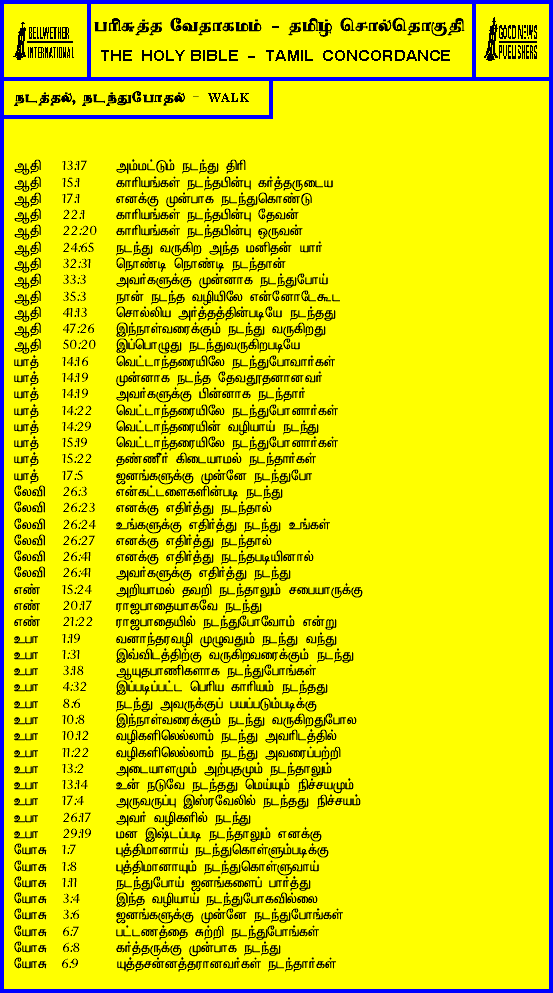 BELLWETHER
INTERNATIONAL
பரிசுத்த வேதாகமம் - தமிழ் சொல்தொகுதி
THE HOLY BIBLE - TAMIL CONCORDANCE
GOOD NEWS
PUBLISHERS
நடத்தல், நடந்துபோதல் - WALK
ஆதி 13:17 அம்மட்டும் நடந்து திரி
ஆதி 15:1 காரியங்கள் நடந்தபின்பு கர்த்தருடைய
ஆதி 17:1 எனக்கு முன்பாக நடந்துகொண்டு
ஆதி 22:1 காரியங்கள் நடந்தபின்பு தேவன்
ஆதி 22:20 காரியங்கள் நடந்தபின்பு ஒருவன்
ஆதி 24:65 நடந்து வருகிற அந்த மனிதன் யார்
ஆதி 32:31 நொண்டி நொண்டி நடந்தான்
ஆதி 33:3 அவர்களுக்கு முன்னாக நடந்துபோய்
ஆதி 35:3 நான் நடந்த வழியிலே என்னோடேகூட
ஆதி 41:13 சொல்லிய அர்த்தத்தின்படியே நடந்தது
ஆதி 47:26 இந்நாள்வரைக்கும் நடந்து வருகிறது
ஆதி 50:20 இப்பொழுது நடந்துவருகிறபடியே
யாத் 14:16 வெட்டாந்தரையிலே நடந்துபோவார்கள்
யாத் 14:19 முன்னாக நடந்த தேவதூதனானவர்
யாத் 14:19 அவர்களுக்கு பின்னாக நடந்தார்
யாத் 14:22 வெட்டாந்தரையிலே நடந்துபோனார்கள்
யாத் 14:29 வெட்டாந்தரையின் வழியாய் நடந்து
யாத் 15:19 வெட்டாந்தரையிலே நடந்துபோனார்கள்
யாத் 15:22 தண்ணீர் கிடையாமல் நடந்தார்கள்
யாத் 17:5 ஜனங்களுக்கு முன்னே நடந்துபோ
லேவி 26:3 என்கட்டளைகளின்படி நடந்து
லேவி 26:23 எனக்கு எதிர்த்து நடந்தால்
லேவி 26:24 உங்களுக்கு எதிர்த்து நடந்து உங்கள்
லேவி 26:27 எனக்கு எதிர்த்து நடந்தால்
லேவி 26:41 எனக்கு எதிர்த்து நடந்தபடியினால்
லேவி 26:41 அவர்களுக்கு எதிர்த்து நடந்து
எண் 15:24 அறியாமல் தவறி நடந்தாலும் சபையாருக்கு
எண் 20:17 ராஜபாதையாகவே நடந்து
எண் 21:22 ராஜபாதையில் நடந்துபோவோம் என்று
உபா 1:19 வனாந்தரவழி முழுவதும் நடந்து வந்து
உபா 1:31 இவ்விடத்திற்கு வருகிறவரைக்கும் நடந்து
உபா 3:18 ஆயுதபாணிகளாக நடந்துபோங்கள்
உபா 4:32 இப்படிப்பட்ட பெரிய காரியம் நடந்தது
உபா 8:6 நடந்து அவருக்குப் பயப்படும்படிக்கு
உபா 10:8 இந்நாள்வரைக்கும் நடந்து வருகிறதுபோல
உபா 10:12 வழிகளிலெல்லாம் நடந்து அவரிடத்தில்
உபா 11:22 வழிகளிலெல்லாம் நடந்து அவரைப்பற்றி
உபா 13:2 அடையாளமும் அற்புதமும் நடந்தாலும்
உபா 13:14 உன் நடுவே நடந்தது மெய்யும் நிச்சயமும்
உபா 17:4 அருவருப்பு இஸ்ரவேலில் நடந்தது நிச்சயம்
உபா 26:17 அவர் வழிகளில் நடந்து
உபா 29:19 மன இஷ்டப்படி நடந்தாலும் எனக்கு
யோசு 1:7 புத்திமானாய் நடந்துகொள்ளும்படிக்கு
யோசு 1:8 புத்திமானாயும் நடந்துகொள்ளுவாய்
யோசு 1:11 நடந்துபோய் ஜனங்களைப் பார்த்து
யோசு 3:4 இந்த வழியாய் நடந்துபோகவில்லை
யோசு 3:6 ஜனங்களுக்கு முன்னே நடந்துபோங்கள்
யோசு 6:7 பட்டணத்தை சுற்றி நடந்துபோங்கள்
யோசு 6:8 கர்த்தருக்கு முன்பாக நடந்து
யோசு 6:9 யுத்தசன்னத்தரானவர்கள் நடந்தார்கள்